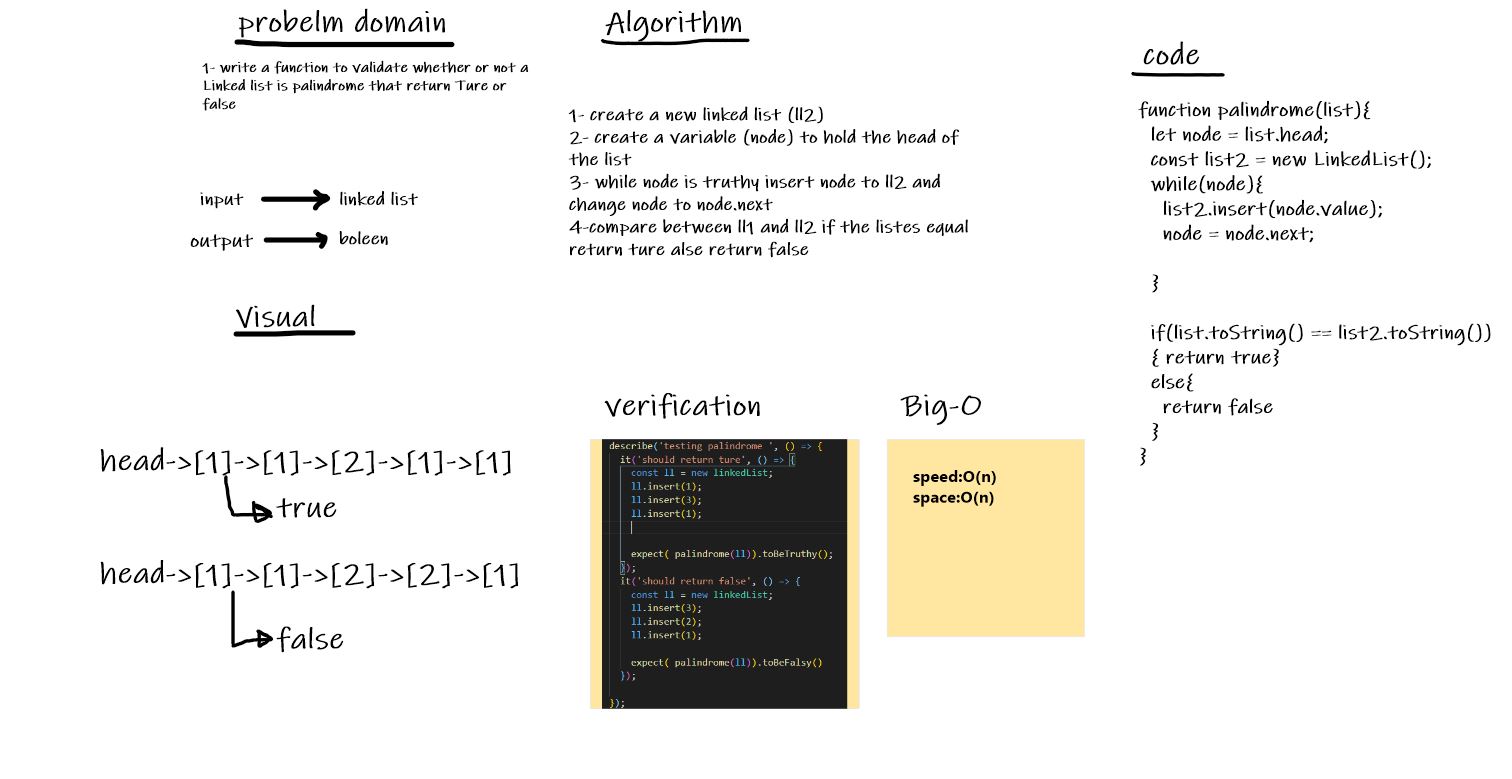 probelm domain
1- write a function to validate whether or not a
Linked list is palindrome that return Ture or
false
input
linked list
output
boleen
Visual
head->[1]->[1]->[2]->[1]->[1]
true
head->[1]->[1]->[2]->[2]->[1]
false
Algorithm
1- create a new linked list (ll2)
2- create a variable (node) to hold the head of
the list
3- while node is truthy insert node to ll2 and
change node to node.next
4-compare between ll1 and ll2 if the listes equal
return ture alse return false
verification
describe('testing palindrome ', () => {
it('should return ture', () => {
const ll = new linkedList;
ll.insert(1);
ll.insert(3);
ll.insert(1);
expect( palindrome(ll)).toBeTruthy();
});
it('should return false', () => {
const ll = new linkedList;
ll.insert(3);
ll.insert(2);
ll.insert(1);
expect( palindrome(ll)).toBeFalsy()
});
});
Big-O
speed:O(n)
space:O(n)
code
function palindrome(list){
let node = list.head;
const list2 = new LinkedList();
while(node){
list2.insert(node.value);
node = node.next;
}
if(list.toString() == list2.toString())
{ return true}
else{
return false
}
}